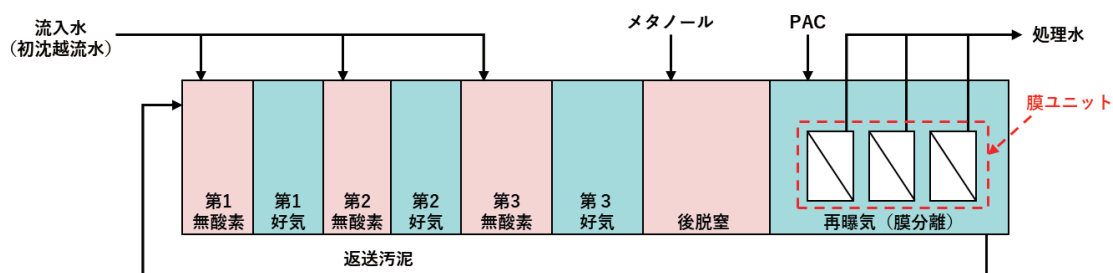 流入水
（初沈越流水）
メタノール
PAC
処理水
膜ユニット
第1
無酸素
第1
好気
第2
無酸素
第2
好気
第3
無酸素
第３
好気
後脱窒
再曝気（膜分離）
返送汚泥